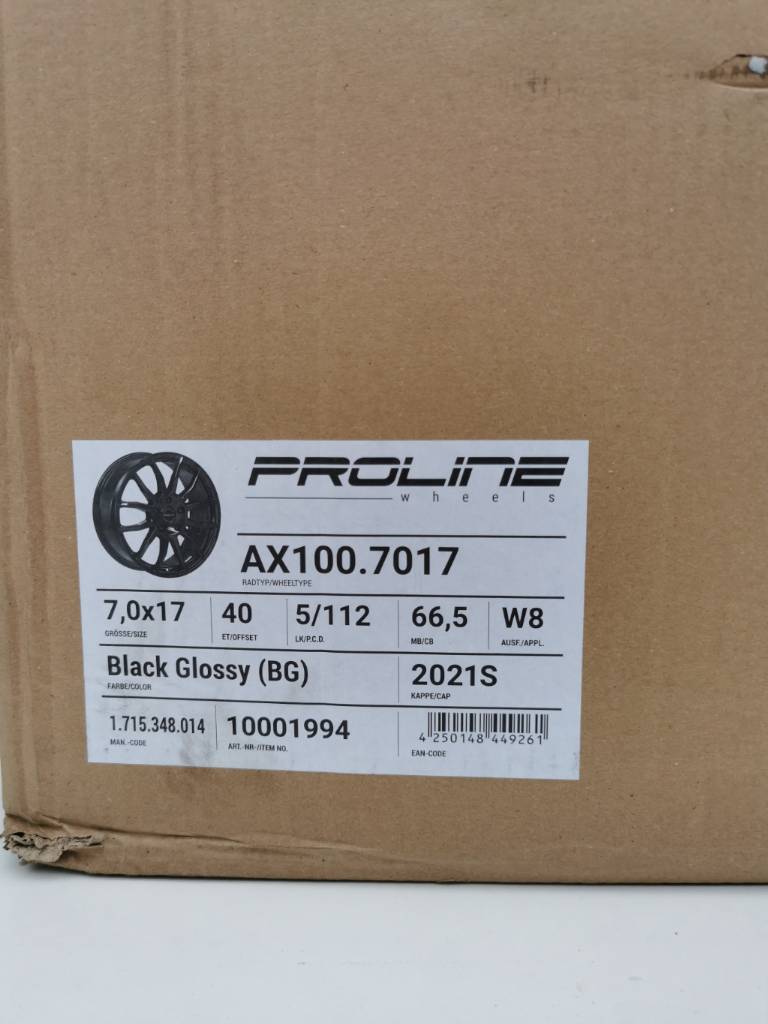 PROLINE
wheels
AX100.7017
RADTYP/WHEELTYPE
7,0x17 40 5/112 66,5 W8
GRÖSSE/SIZE ET/OFFSET LK/P.C.D. MB/CB AUSF./APPL.
Black Glossy (BG) 2021S
FARBE/COLOR KAPPE/CAP
1.715.348.014 10001994 4 250148 449261
MAN.-CODE ART.-NR-/ITEM NO. EAN-CODE